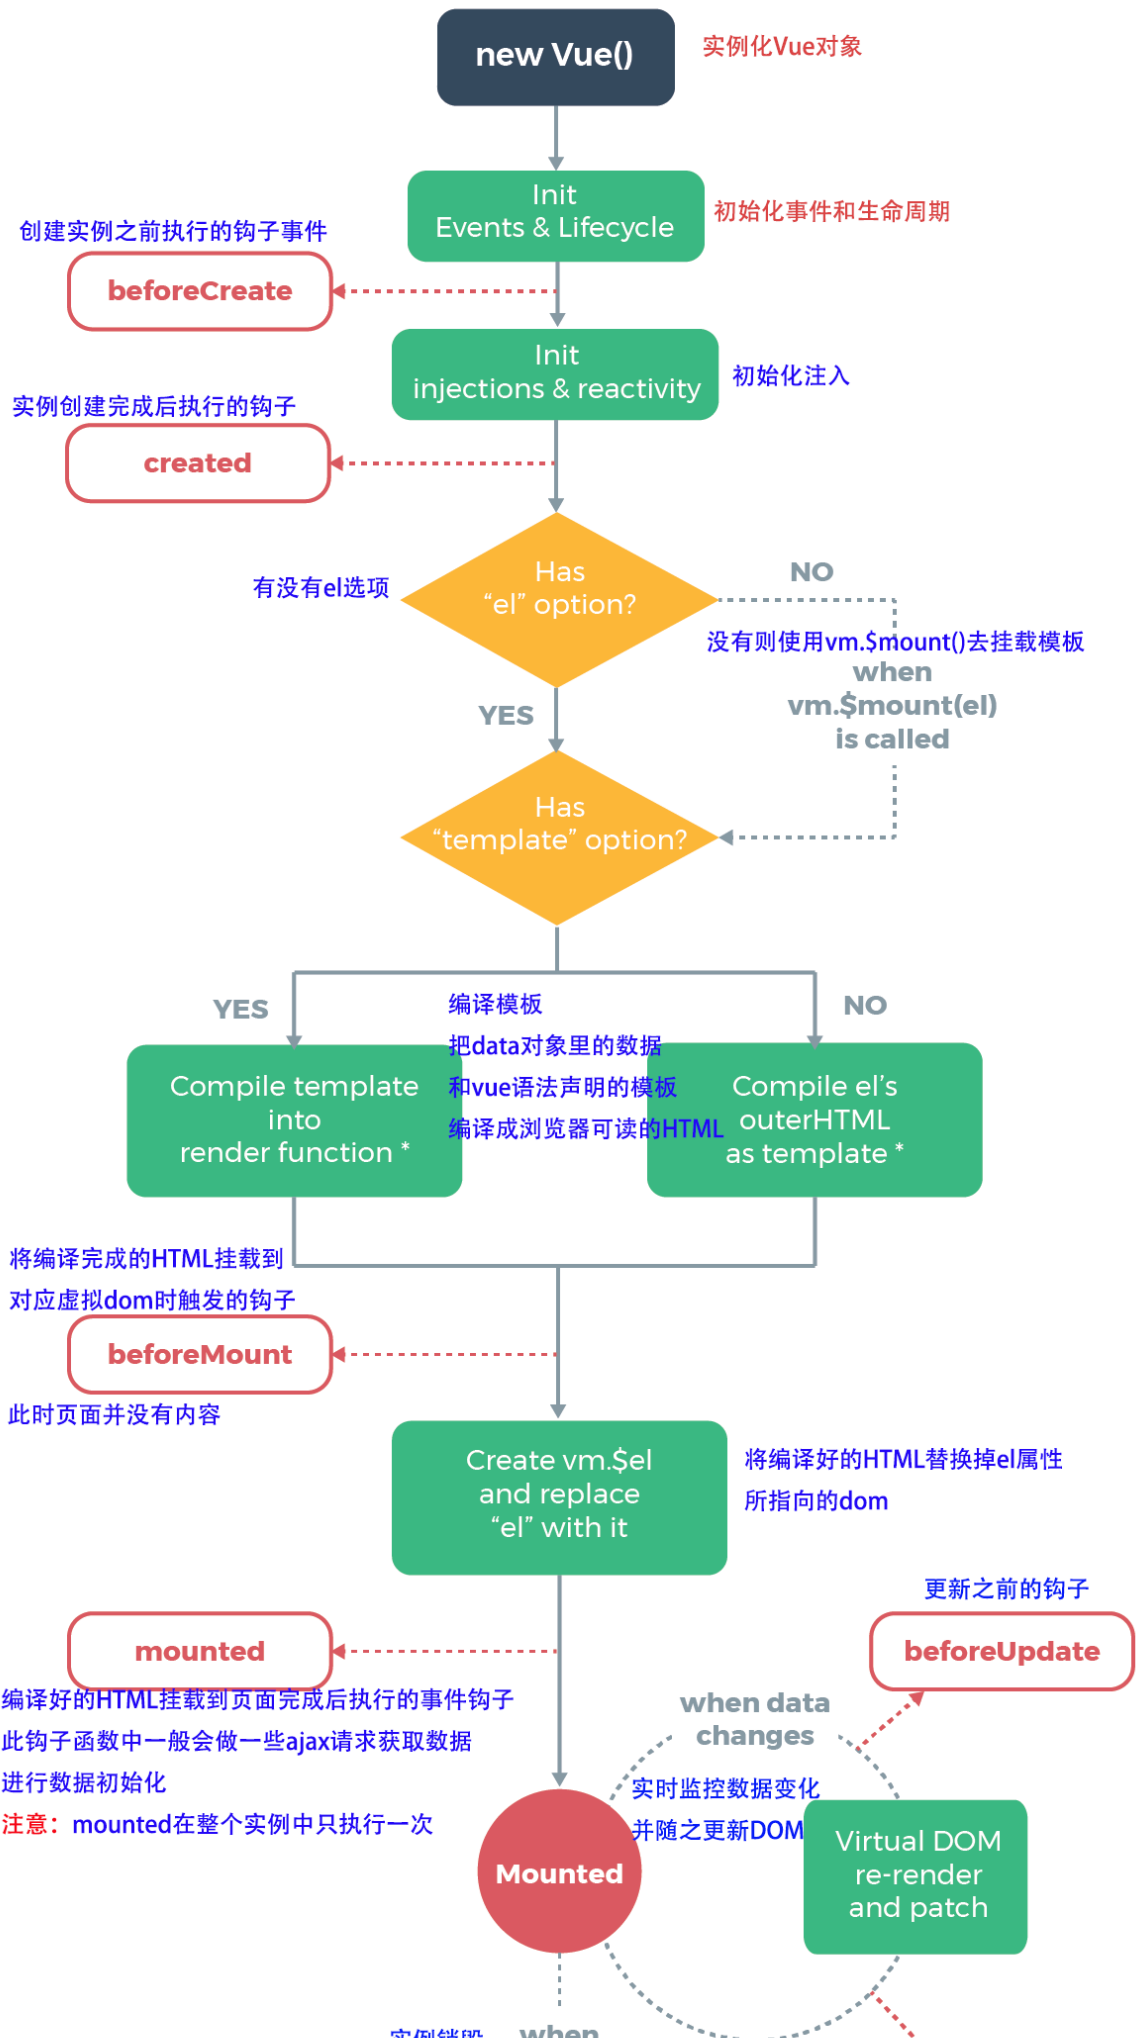 new Vue()
实例化Vue对象
Init
Events & Lifecycle
初始化事件和生命周期
创建实例之前执行的钩子事件
beforeCreate
Init
injections & reactivity
初始化注入
实例创建完成后执行的钩子
created
Has
“el” option?
有没有el选项
NO
没有则使用vm.$mount()去挂载模板
when
vm.$mount(el)
is called
YES
Has
“template” option?
YES
NO
编译模板
把data对象里的数据
和vue语法声明的模板
编译成浏览器可读的HTML
Compile template
into
render function *
Compile el’s
outerHTML
as template *
将编译完成的HTML挂载到
对应虚拟dom时触发的钩子
beforeMount
此时页面并没有内容
Create vm.$el
and replace
“el” with it
将编译好的HTML替换掉el属性
所指向的dom
更新之前的钩子
beforeUpdate
mounted
编译好的HTML挂载到页面完成后执行的事件钩子
此钩子函数中一般会做一些ajax请求获取数据
进行数据初始化
注意：mounted在整个实例中只执行一次
when data
changes
实时监控数据变化
并随之更新DOM
Mounted
Virtual DOM
re-render
and patch
实例销毁
when